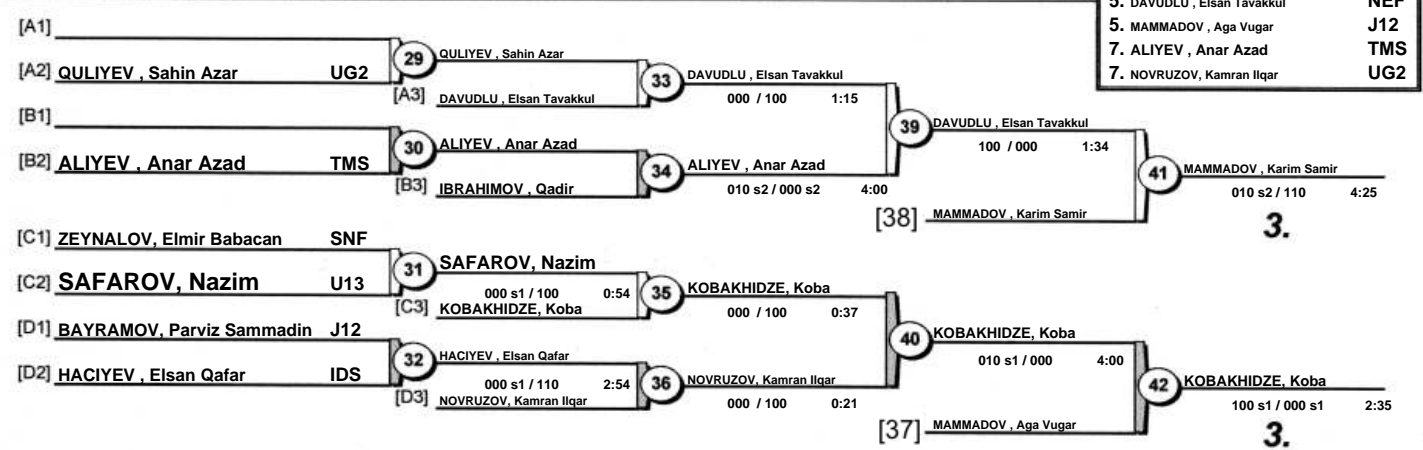 5. DAVUDLU , Elsan Tavakkul NEF
5. MAMMADOV , Aga Vugar J12
7. ALIYEV , Anar Azad TMS
7. NOVRUZOV, Kamran Ilqar UG2
[A1]
[A2] QULIYEV , Sahin Azar UG2
29
QULIYEV , Sahin Azar
[A3] DAVUDLU , Elsan Tavakkul
33
DAVUDLU , Elsan Tavakkul
000 / 100 1:15
[B1]
[B2] ALIYEV , Anar Azad TMS
30
ALIYEV , Anar Azad
[B3] IBRAHIMOV , Qadir
34
ALIYEV , Anar Azad
010 s2 / 000 s2 4:00
39
DAVUDLU , Elsan Tavakkul
100 / 000 1:34
[38] MAMMADOV , Karim Samir
41
MAMMADOV , Karim Samir
010 s2 / 110 4:25
3.
[C1] ZEYNALOV, Elmir Babacan SNF
[C2] SAFAROV, Nazim U13
31
SAFAROV, Nazim
000 s1 / 100 0:54
[C3] KOBAKHIDZE, Koba
35
KOBAKHIDZE, Koba
000 / 100 0:37
[D1] BAYRAMOV, Parviz Sammadin J12
[D2] HACIYEV , Elsan Qafar IDS
32
HACIYEV , Elsan Qafar
000 s1 / 110 2:54
[D3] NOVRUZOV, Kamran Ilqar
36
NOVRUZOV, Kamran Ilqar
000 / 100 0:21
40
KOBAKHIDZE, Koba
010 s1 / 000 4:00
[37] MAMMADOV , Aga Vugar
42
KOBAKHIDZE, Koba
100 s1 / 000 s1 2:35
3.